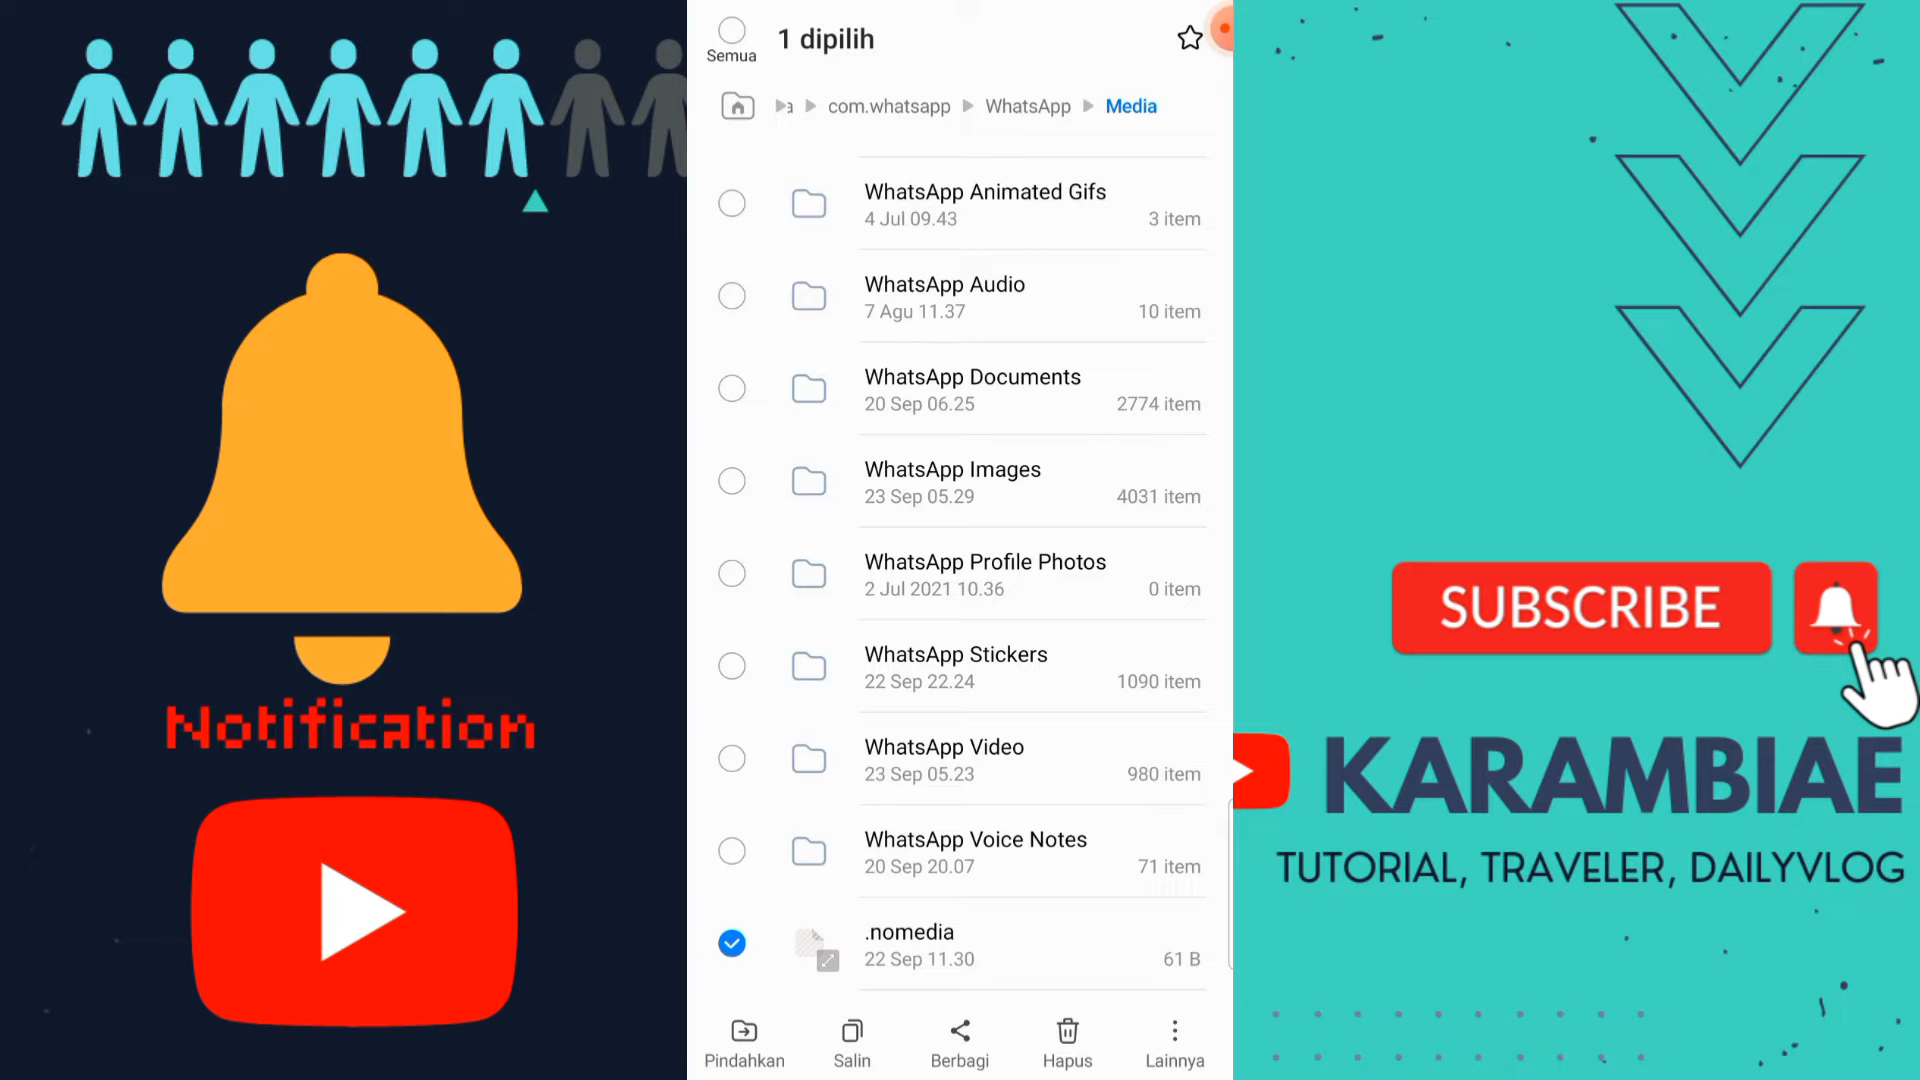 Semua
1 dipilih
a com.whatsapp WhatsApp Media
WhatsApp Animated Gifs
4 Jul 09.43 3 item
WhatsApp Audio
7 Agu 11.37 10 item
WhatsApp Documents
20 Sep 06.25 2774 item
WhatsApp Images
23 Sep 05.29 4031 item
WhatsApp Profile Photos
2 Jul 2021 10.36 0 item
WhatsApp Stickers
22 Sep 22.24 1090 item
WhatsApp Video
23 Sep 05.23 980 item
WhatsApp Voice Notes
20 Sep 20.07 71 item
.nomedia
22 Sep 11.30 61 B
Pindahkan Salin Berbagi Hapus Lainnya
Notification
SUBSCRIBE
KARAMBIAE
TUTORIAL, TRAVELER, DAILYVLOG